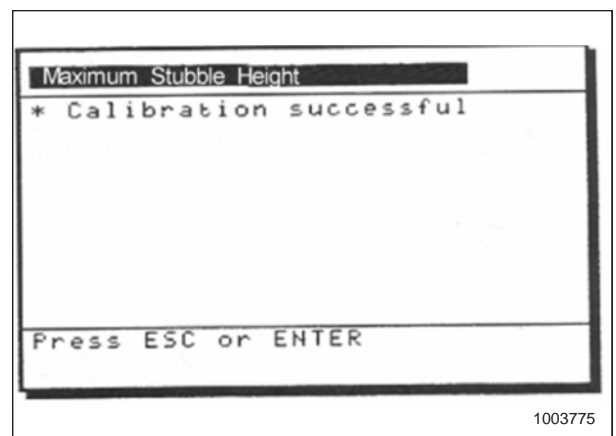 Maximum Stubble Height
* Calibration successful
Press ESC or ENTER
1003775